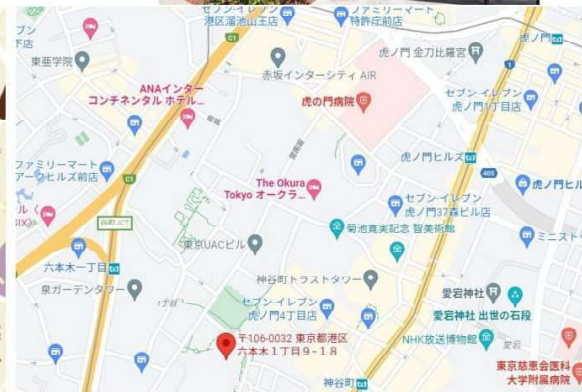 セブン-イレブン
港区溜池山王店
ファミリーマート
特許庁前店
虎ノ門
東亜学院
C1
虎ノ門 金刀比羅宮
赤坂インターシティ AIR
ANAインター
コンチネンタル ホテル...
虎の門病院
セブン-イレブン
虎ノ門1丁目店
ファミリーマート
アークヒルズ前店
C1
虎ノ門ヒルズ
405
虎ノ門ヒル
The Okura
Tokyo オークラ...
セブン-イレブン
虎ノ門37森ビル店
谷町JCT
菊池寛実記念 智美術館
ミニスト
東京UACビル
六本木一丁目
神谷町トラストタワー
泉ガーデンタワー
愛宕神社
愛宕神社 出世の石段
セブン-イレブン
虎ノ門4丁目店
NHK放送博物館
〒106-0032 東京都港区
六本木1丁目9-18
愛宕
東京慈恵会医科
大学附属病院
神谷町